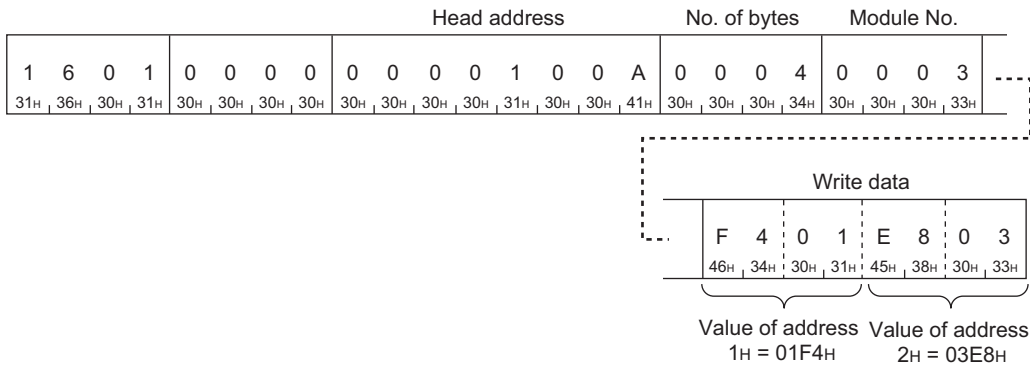 Head address No. of bytes Module No.
1 6 0 1 0 0 0 0 0 0 0 0 1 0 0 A 0 0 0 4 0 0 0 3
31H 36H 30H 31H 30H 30H 30H 30H 30H 30H 30H 30H 31H 30H 30H 41H 30H 30H 30H 34H 30H 30H 30H 33H
Write data
F 4 0 1 E 8 0 3
46H 34H 30H 31H 45H 38H 30H 33H
Value of address Value of address
1H = 01F4H 2H = 03E8H